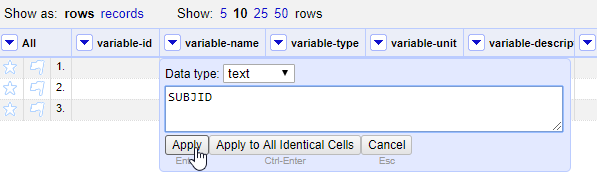 Show as: rows records Show: 5 10 25 50 rows
All variable-id variable-name variable-type variable-unit variable-descrip
1.
Data type: text
SUBJID
2.
3.
Apply Apply to All Identical Cells Cancel
Ctrl-Enter Esc